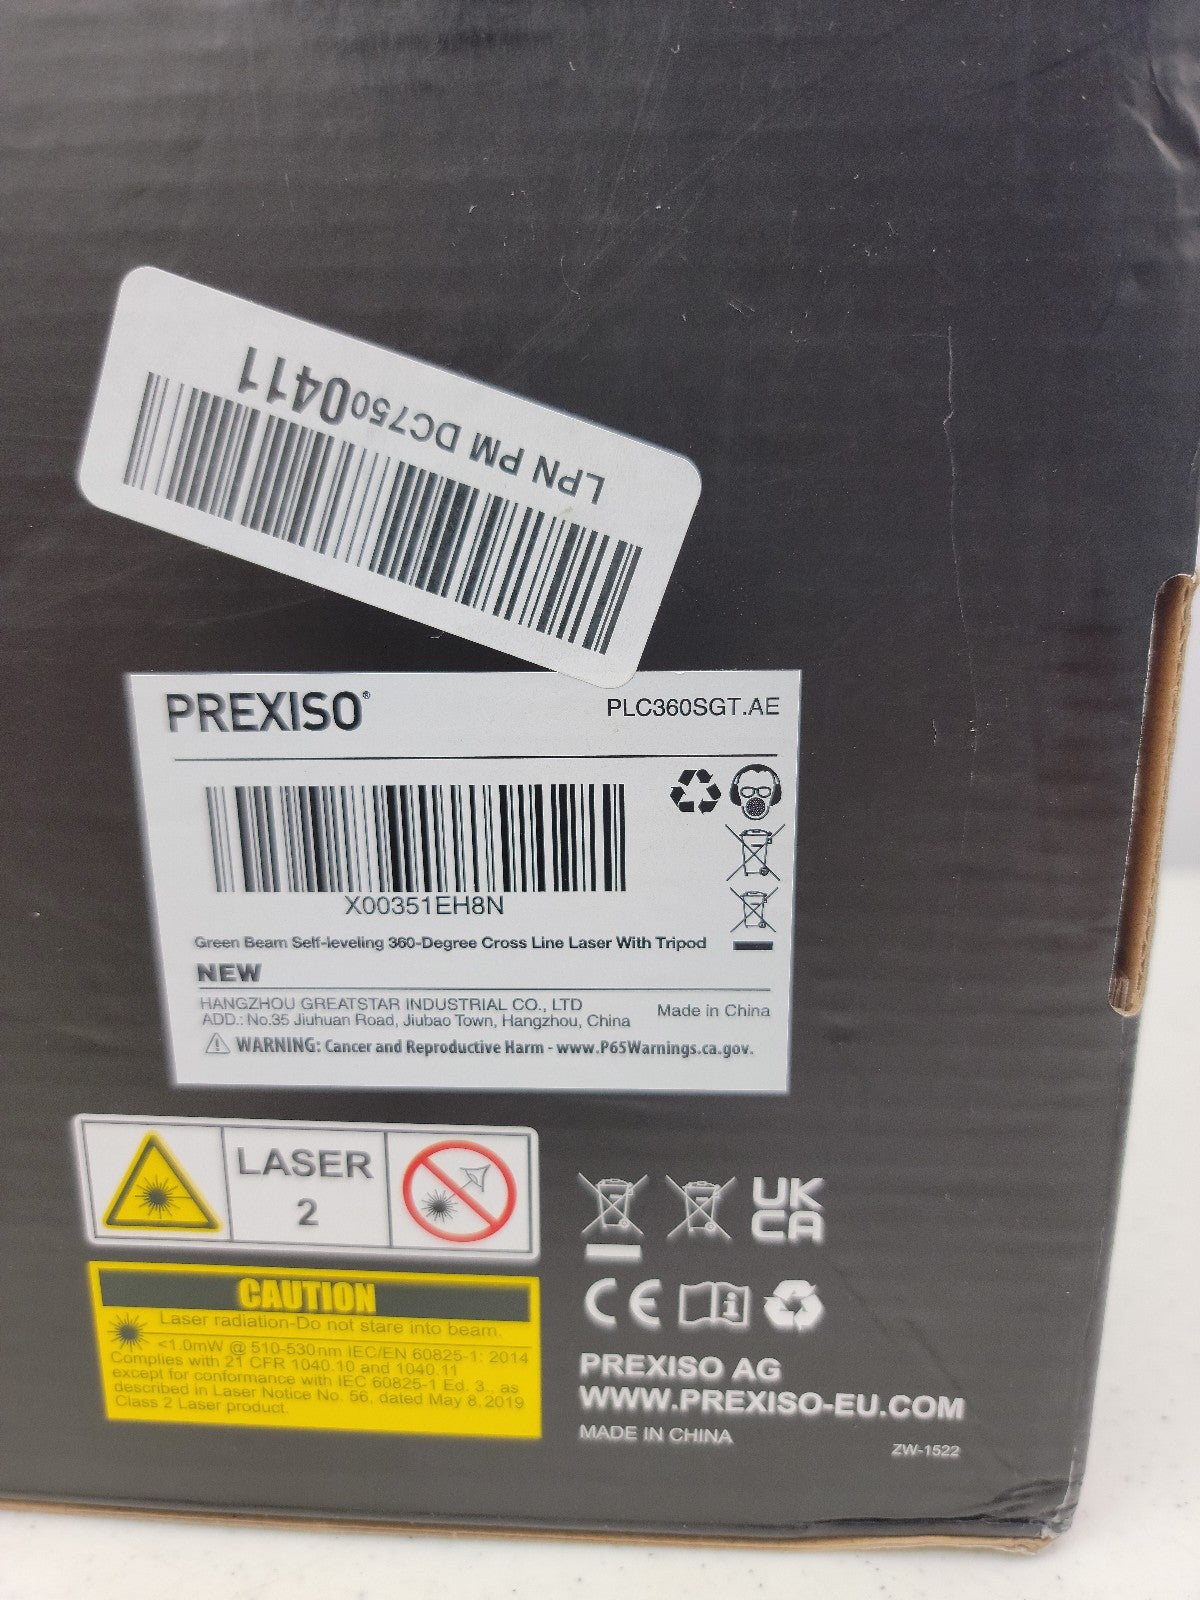 LPN PM DC7500411
PREXISO®
PLC360SGT.AE
X00351EH8N
Green Beam Self-leveling 360-Degree Cross Line Laser With Tripod
NEW
HANGZHOU GREATSTAR INDUSTRIAL CO., LTD
ADD.: No.35 Jiuhuan Road, Jiubao Town, Hangzhou, China
Made in China
WARNING: Cancer and Reproductive Harm - www.P65Warnings.ca.gov.
LASER
2
CAUTION
Laser radiation-Do not stare into beam.
<1.0mW @ 510-530nm IEC/EN 60825-1: 2014
Complies with 21 CFR 1040.10 and 1040.11
except for conformance with IEC 60825-1 Ed. 3., as
described in Laser Notice No. 56, dated May 8, 2019
Class 2 Laser product.
UK
CA
CE
PREXISO AG
WWW.PREXISO-EU.COM
MADE IN CHINA
ZW-1522